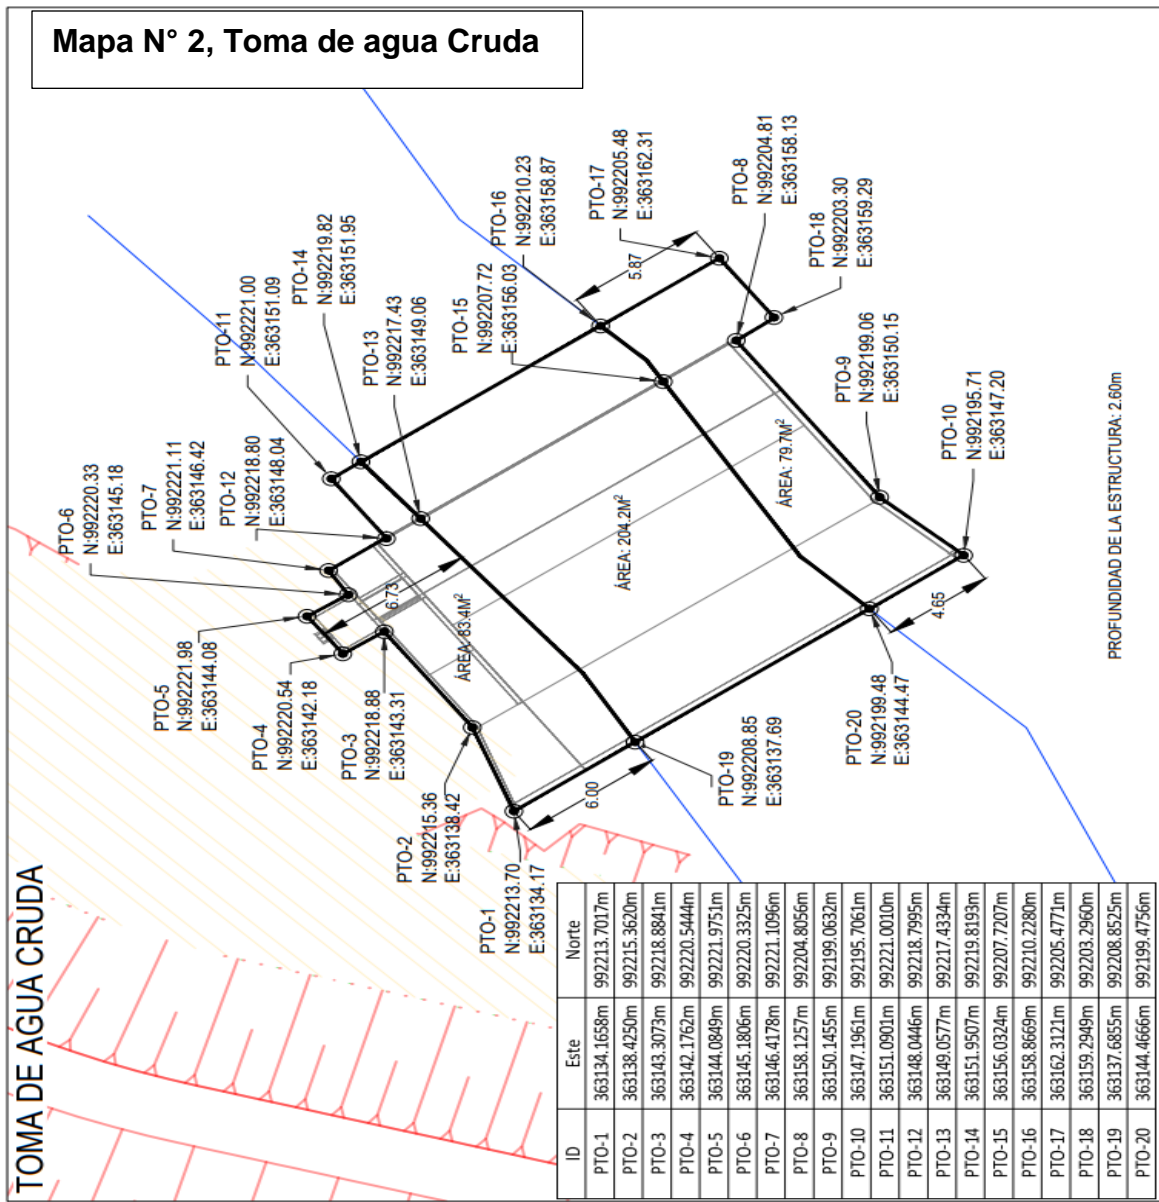 Mapa N° 2, Toma de agua Cruda
TOMA DE AGUA CRUDA
PTO-1
N:992213.70
E:363134.17
PTO-2
N:992215.36
E:363138.42
PTO-3
N:992218.88
E:363143.31
PTO-4
N:992220.54
E:363142.18
PTO-5
N:992221.98
E:363144.08
PTO-6
N:992220.33
E:363145.18
PTO-7
N:992221.11
E:363146.42
PTO-12
N:992218.80
E:363148.04
PTO-11
N:992221.00
E:363151.09
PTO-14
N:992219.82
E:363151.95
PTO-13
N:992217.43
E:363149.06
PTO-15
N:992207.72
E:363156.03
PTO-16
N:992210.23
E:363158.87
PTO-17
N:992205.48
E:363162.31
PTO-8
N:992204.81
E:363158.13
PTO-18
N:992203.30
E:363159.29
PTO-9
N:992199.06
E:363150.15
PTO-10
N:992195.71
E:363147.20
PTO-20
N:992199.48
E:363144.47
PTO-19
N:992208.85
E:363137.69
5.87
6.73
6.00
4.65
ÁREA: 83.4M²
ÁREA: 204.2M²
ÁREA: 79.7M²
PROFUNDIDAD DE LA ESTRUCTURA: 2.60m
ID Este Norte
PTO-1 363134.1658m 992213.7017m
PTO-2 363138.4250m 992215.3620m
PTO-3 363143.3073m 992218.8841m
PTO-4 363142.1762m 992220.5444m
PTO-5 363144.0849m 992221.9751m
PTO-6 363145.1806m 992220.3325m
PTO-7 363146.4178m 992221.1096m
PTO-8 363158.1257m 992204.8056m
PTO-9 363150.1455m 992199.0632m
PTO-10 363147.1961m 992195.7061m
PTO-11 363151.0901m 992221.0010m
PTO-12 363148.0446m 992218.7995m
PTO-13 363149.0577m 992217.4334m
PTO-14 363151.9507m 992219.8193m
PTO-15 363156.0324m 992207.7207m
PTO-16 363158.8669m 992210.2280m
PTO-17 363162.3121m 992205.4771m
PTO-18 363159.2949m 992203.2960m
PTO-19 363137.6855m 992208.8525m
PTO-20 363144.4666m 992199.4756m